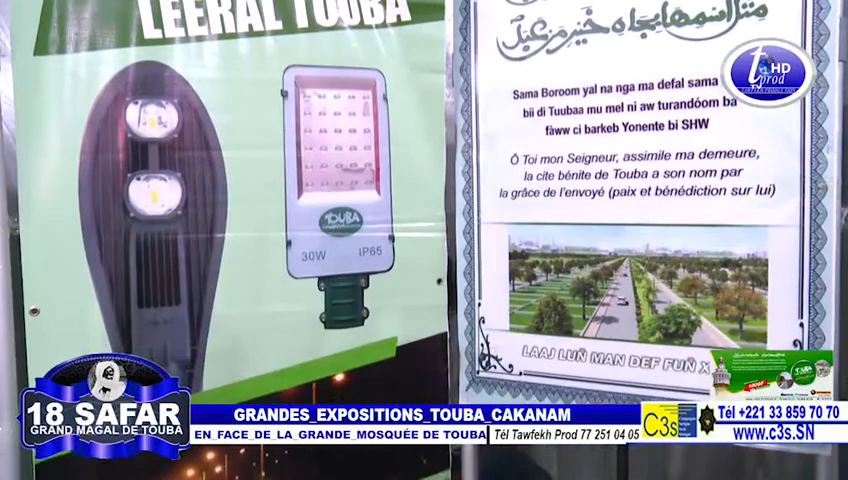 LEERAL TOUBA
TOUBA
30W IP65
Sama Boroom yal na nga ma defal sama
bii di Tuubaa mu mel ni aw turandóom ba
fàww ci barkeb Yonente bi SHW
Ô Toi mon Seigneur, assimile ma demeure,
la cite bénite de Touba a son nom par
la grâce de l'envoyé (paix et bénédiction sur lui)
LAAJ LUÑ MAN DEF FUÑ X
t HD
prod
18 SAFAR
GRAND MAGAL DE TOUBA
GRANDES_EXPOSITIONS_TOUBA_CAKANAM
EN_FACE_DE_LA_GRANDE_MOSQUÉE DE TOUBA
Tél Tawfekh Prod 77 251 04 05
C3s
Tél +221 33 859 70 70
www.c3s.SN